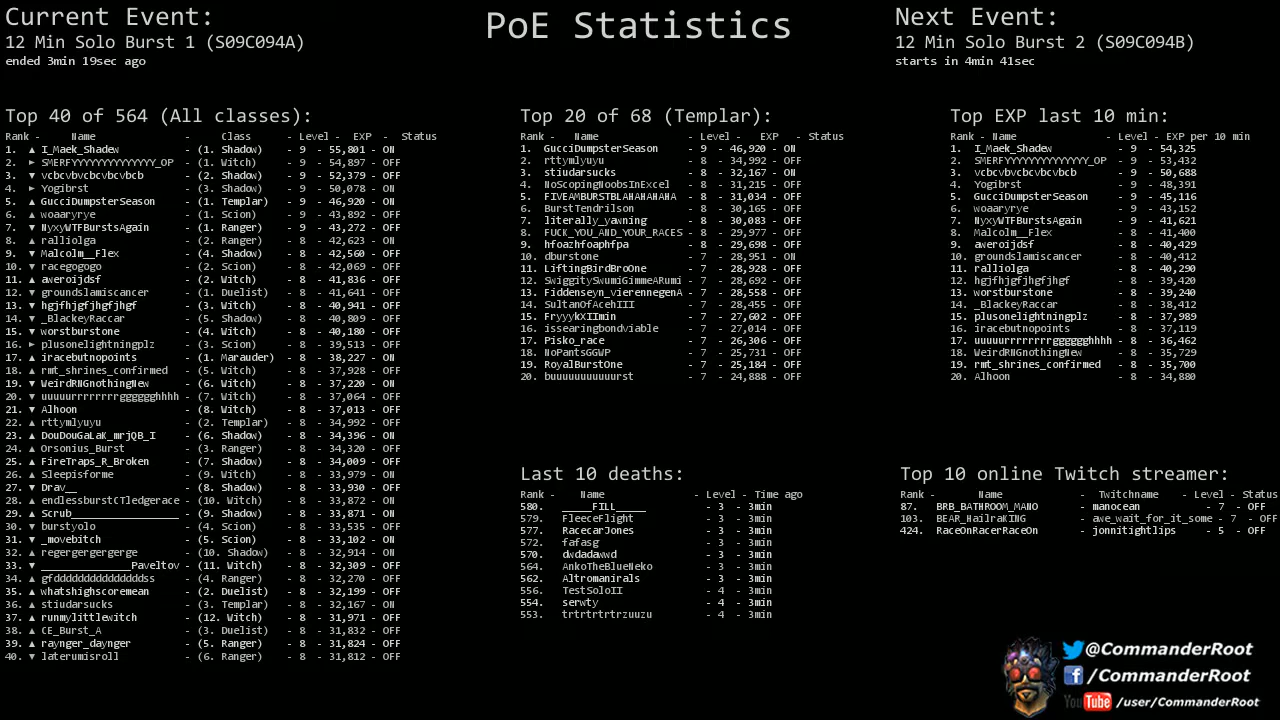 Current Event:
12 Min Solo Burst 1 (S09C094A)
ended 3min 19sec ago
PoE Statistics
Next Event:
12 Min Solo Burst 2 (S09C094B)
starts in 4min 41sec
Top 40 of 564 (All classes):
Rank - Name - Class - Level - EXP - Status
1. ▲ I_Maek_Shadew - (1. Shadow) - 9 - 55,801 - ON
2. ► SMERFYYYYYYYYYYYYYY_OP - (1. Witch) - 9 - 54,897 - OFF
3. ▼ vcbcvbvcbvcbvcbvcb - (2. Shadow) - 9 - 52,379 - OFF
4. ► Yogibrst - (3. Shadow) - 9 - 50,078 - ON
5. ▲ GucciDumpsterSeason - (1. Templar) - 9 - 46,920 - ON
6. ▲ woaaryrye - (1. Scion) - 9 - 43,892 - OFF
7. ▼ NyxyWTFBurstsAgain - (1. Ranger) - 9 - 43,272 - OFF
8. ▲ ralliolga - (2. Ranger) - 8 - 42,623 - ON
9. ▼ Malcolm__Flex - (4. Shadow) - 8 - 42,560 - OFF
10. ▼ racegogogo - (2. Scion) - 8 - 42,069 - OFF
11. ▲ aweroijdsf - (2. Witch) - 8 - 41,836 - OFF
12. ▼ groundslamiscancer - (1. Duelist) - 8 - 41,641 - OFF
13. ▼ hgjfhjgfjhgfjhgf - (3. Witch) - 8 - 40,941 - OFF
14. ▼ _BlackeyRaccar - (5. Shadow) - 8 - 40,809 - OFF
15. ▼ worstburstone - (4. Witch) - 8 - 40,180 - OFF
16. ► plusonelightningplz - (3. Scion) - 8 - 39,513 - OFF
17. ▲ iracebutnopoints - (1. Marauder) - 8 - 38,227 - ON
18. ▲ rmt_shrines_confirmed - (5. Witch) - 8 - 37,928 - OFF
19. ▼ WeirdRNGnothingNew - (6. Witch) - 8 - 37,220 - ON
20. ▼ uuuuurrrrrrrrggggggghhhh - (7. Witch) - 8 - 37,064 - OFF
21. ▼ Alhoon - (8. Witch) - 8 - 37,013 - OFF
22. ▲ rttymlyuyu - (2. Templar) - 8 - 34,992 - OFF
23. ▲ DouDouGaLaK_mrjQB_I - (6. Shadow) - 8 - 34,396 - ON
24. ▲ Orsonius_Burst - (3. Ranger) - 8 - 34,320 - OFF
25. ▲ FireTraps_R_Broken - (7. Shadow) - 8 - 34,009 - OFF
26. ▲ Sleepisforme - (9. Witch) - 8 - 33,979 - ON
27. ▼ Drav__ - (8. Shadow) - 8 - 33,930 - OFF
28. ▲ endlessburstCTledgerace - (10. Witch) - 8 - 33,872 - ON
29. ▲ Scrub__________________ - (9. Shadow) - 8 - 33,871 - ON
30. ▼ burstyolo - (4. Scion) - 8 - 33,535 - OFF
31. ▼ _movebitch - (5. Scion) - 8 - 33,102 - ON
32. ▲ regergergergerge - (10. Shadow) - 8 - 32,914 - ON
33. ▼ _______________Paveltov - (11. Witch) - 8 - 32,309 - OFF
34. ▲ gfdddddddddddddddss - (4. Ranger) - 8 - 32,270 - OFF
35. ▲ whatshighscoremean - (2. Duelist) - 8 - 32,199 - OFF
36. ▲ stiudarsucks - (3. Templar) - 8 - 32,167 - ON
37. ▲ runmylittlewitch - (12. Witch) - 8 - 31,971 - OFF
38. ▲ CE_Burst_A - (3. Duelist) - 8 - 31,832 - OFF
39. ▲ raynger_daynger - (5. Ranger) - 8 - 31,824 - OFF
40. ▼ laterumisroll - (6. Ranger) - 8 - 31,812 - OFF
Top 20 of 68 (Templar):
Rank - Name - Level - EXP - Status
1. GucciDumpsterSeason - 9 - 46,920 - ON
2. rttymlyuyu - 8 - 34,992 - OFF
3. stiudarsucks - 8 - 32,167 - ON
4. NoScopingNoobsInExcel - 8 - 31,215 - OFF
5. FIVEAMBURSTBLAHAHAHAHA - 8 - 31,034 - OFF
6. BurstTendrilson - 8 - 30,165 - OFF
7. literally_yawning - 8 - 30,083 - OFF
8. FUCK_YOU_AND_YOUR_RACES - 8 - 29,977 - OFF
9. hfoazhfoaphfpa - 8 - 29,698 - OFF
10. dburstone - 7 - 28,951 - ON
11. LiftingBirdBroOne - 7 - 28,928 - OFF
12. SwiggitySwumiGimmeARumi - 7 - 28,692 - OFF
13. Fiddenseyn_vierennegenA - 7 - 28,558 - OFF
14. SultanOfAcehIII - 7 - 28,455 - OFF
15. FryyykXIImin - 7 - 27,602 - OFF
16. issearingbondviable - 7 - 27,014 - OFF
17. Pisko_race - 7 - 26,306 - OFF
18. NoPantsGGWP - 7 - 25,731 - OFF
19. RoyalBurstOne - 7 - 25,184 - OFF
20. buuuuuuuuuuurst - 7 - 24,888 - OFF
Top EXP last 10 min:
Rank - Name - Level - EXP per 10 min
1. I_Maek_Shadew - 9 - 54,325
2. SMERFYYYYYYYYYYYYYY_OP - 9 - 53,432
3. vcbcvbvcbvcbvcbvcb - 9 - 50,688
4. Yogibrst - 9 - 48,391
5. GucciDumpsterSeason - 9 - 45,116
6. woaaryrye - 9 - 43,152
7. NyxyWTFBurstsAgain - 9 - 41,621
8. Malcolm__Flex - 8 - 41,400
9. aweroijdsf - 8 - 40,429
10. groundslamiscancer - 8 - 40,412
11. ralliolga - 8 - 40,290
12. hgjfhjgfjhgfjhgf - 8 - 39,420
13. worstburstone - 8 - 39,240
14. _BlackeyRaccar - 8 - 38,412
15. plusonelightningplz - 8 - 37,989
16. iracebutnopoints - 8 - 37,119
17. uuuuurrrrrrrrggggggghhhh - 8 - 36,462
18. WeirdRNGnothingNew - 8 - 35,729
19. rmt_shrines_confirmed - 8 - 35,700
20. Alhoon - 8 - 34,880
Last 10 deaths:
Rank - Name - Level - Time ago
580. _____FILL_____ - 3 - 3min
579. FleeceFlight - 3 - 3min
577. RacecarJones - 3 - 3min
572. fafasg - 3 - 3min
570. dwdadawwd - 3 - 3min
564. AnkoTheBlueNeko - 3 - 3min
562. Altromanirals - 3 - 3min
556. TestSoloII - 4 - 3min
554. serwty - 4 - 3min
553. trtrtrtrtrzuuzu - 4 - 3min
Top 10 online Twitch streamer:
Rank - Name - Twitchname - Level - Status
87. BRB_BATHROOM_MANO - manocean - 7 - OFF
103. BEAR_HailraKING - awe_wait_for_it_some - 7 - OFF
424. RaceOnRacerRaceOn - jonnitightlips - 5 - OFF
@CommanderRoot
/CommanderRoot
YouTube /user/CommanderRoot